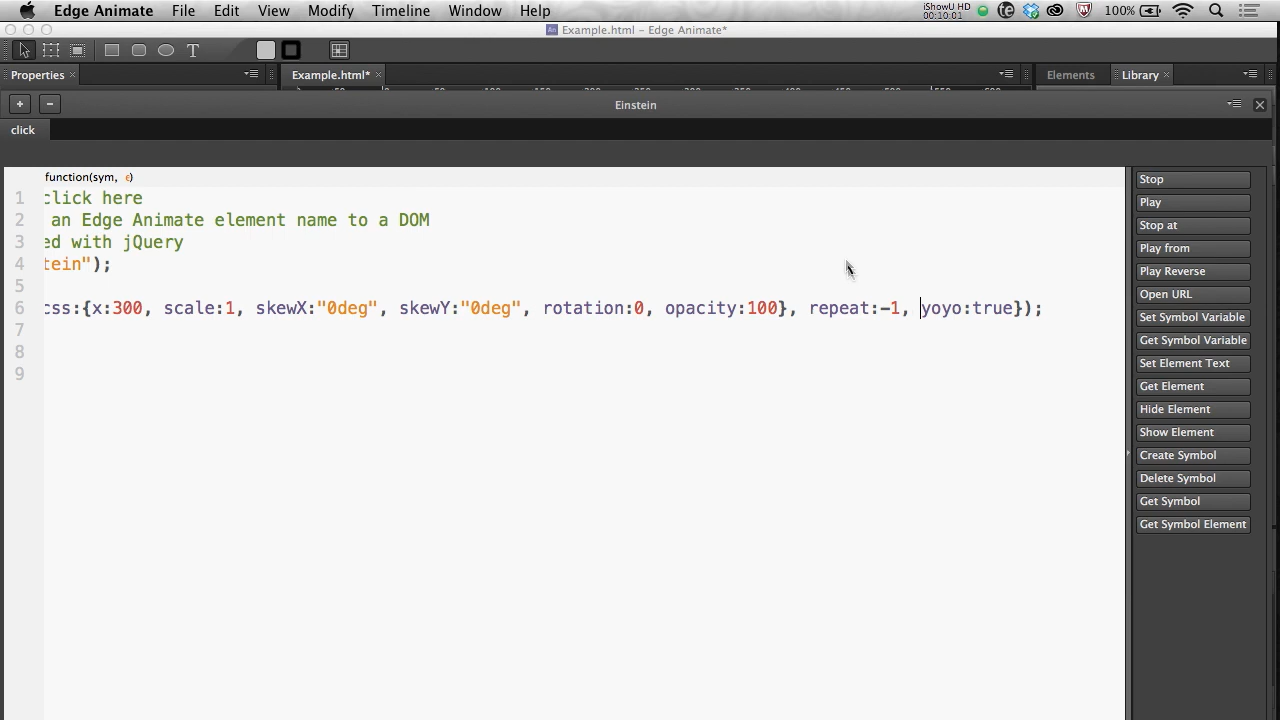 Edge Animate File Edit View Modify Timeline Window Help iShowU HD 00:10:01 100%
Example.html - Edge Animate*
T
Properties × Example.html* × Elements Library ×
Einstein
click
function(sym, e)
1 click here
2 an Edge Animate element name to a DOM
3 ed with jQuery
4 tein");
5
6 css:{x:300, scale:1, skewX:"0deg", skewY:"0deg", rotation:0, opacity:100}, repeat:-1, yoyo:true});
7
8
9
Stop
Play
Stop at
Play from
Play Reverse
Open URL
Set Symbol Variable
Get Symbol Variable
Set Element Text
Get Element
Hide Element
Show Element
Create Symbol
Delete Symbol
Get Symbol
Get Symbol Element